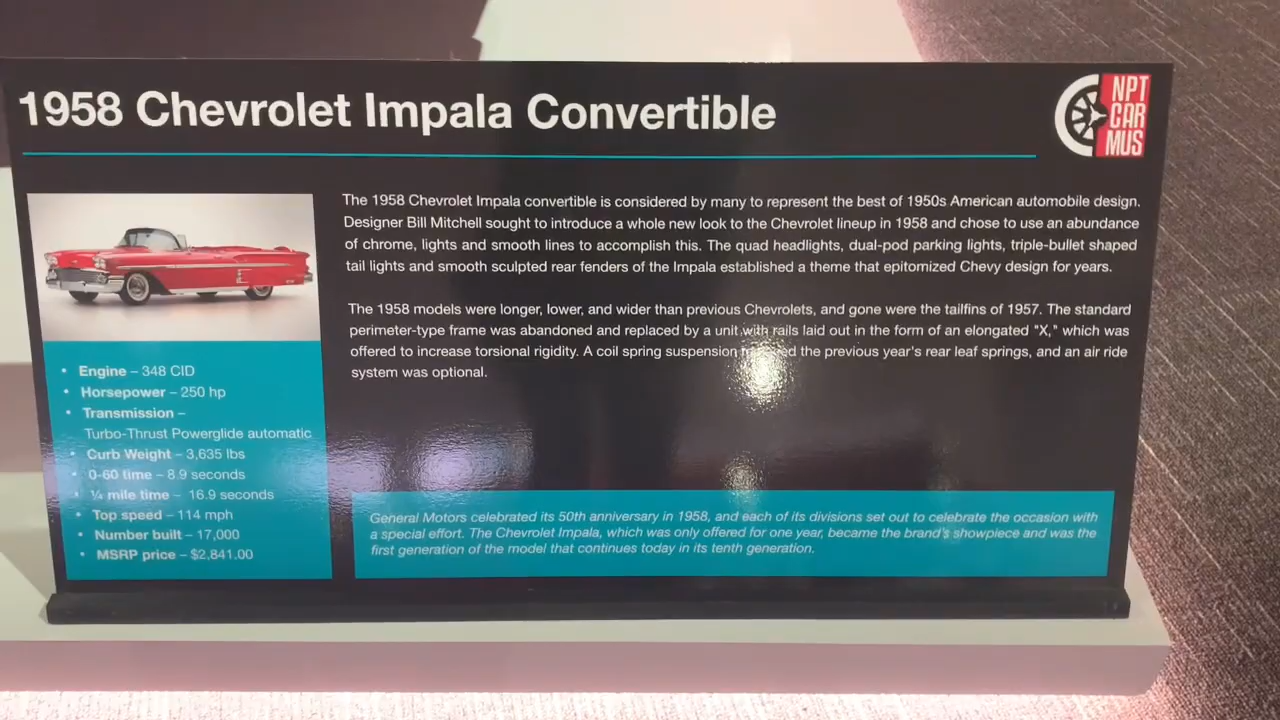 1958 Chevrolet Impala Convertible
NPT
CAR
MUS
The 1958 Chevrolet Impala convertible is considered by many to represent the best of 1950s American automobile design.
Designer Bill Mitchell sought to introduce a whole new look to the Chevrolet lineup in 1958 and chose to use an abundance
of chrome, lights and smooth lines to accomplish this. The quad headlights, dual-pod parking lights, triple-bullet shaped
tail lights and smooth sculpted rear fenders of the Impala established a theme that epitomized Chevy design for years.
The 1958 models were longer, lower, and wider than previous Chevrolets, and gone were the tailfins of 1957. The standard
perimeter-type frame was abandoned and replaced by a unit with rails laid out in the form of an elongated "X," which was
offered to increase torsional rigidity. A coil spring suspension the previous year's rear leaf springs, and an air ride
system was optional.
• Engine – 348 CID
• Horsepower – 250 hp
• Transmission –
Turbo-Thrust Powerglide automatic
• Curb Weight – 3,635 lbs
• 0-60 time – 8.9 seconds
• ¼ mile time – 16.9 seconds
• Top speed – 114 mph
• Number built – 17,000
• MSRP price – $2,841.00
General Motors celebrated its 50th anniversary in 1958, and each of its divisions set out to celebrate the occasion with
a special effort. The Chevrolet Impala, which was only offered for one year, became the brand's showpiece and was the
first generation of the model that continues today in its tenth generation.